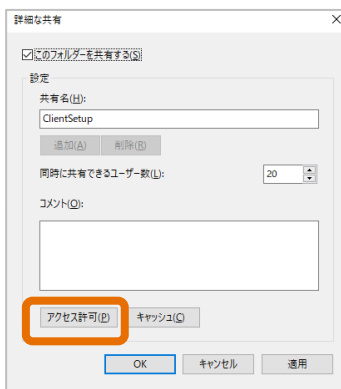 詳細な共有
このフォルダーを共有する(S)
設定
共有名(H):
ClientSetup
追加(A) 削除(R)
同時に共有できるユーザー数(L): 20
コメント(O):
アクセス許可(P) キャッシュ(C)
OK キャンセル 適用